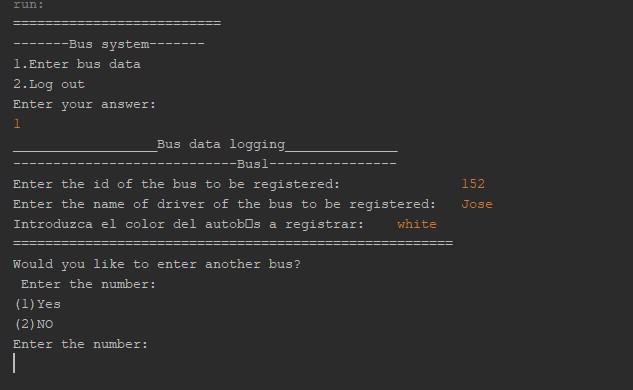 run:
==========================
-------Bus system-------
1.Enter bus data
2.Log out
Enter your answer:
1
__________________Bus data logging______________
----------------------------Bus1----------------
Enter the id of the bus to be registered: 152
Enter the name of driver of the bus to be registered: Jose
Introduzca el color del autob□s a registrar: white
=======================================================
Would you like to enter another bus?
Enter the number:
(1)Yes
(2)NO
Enter the number: